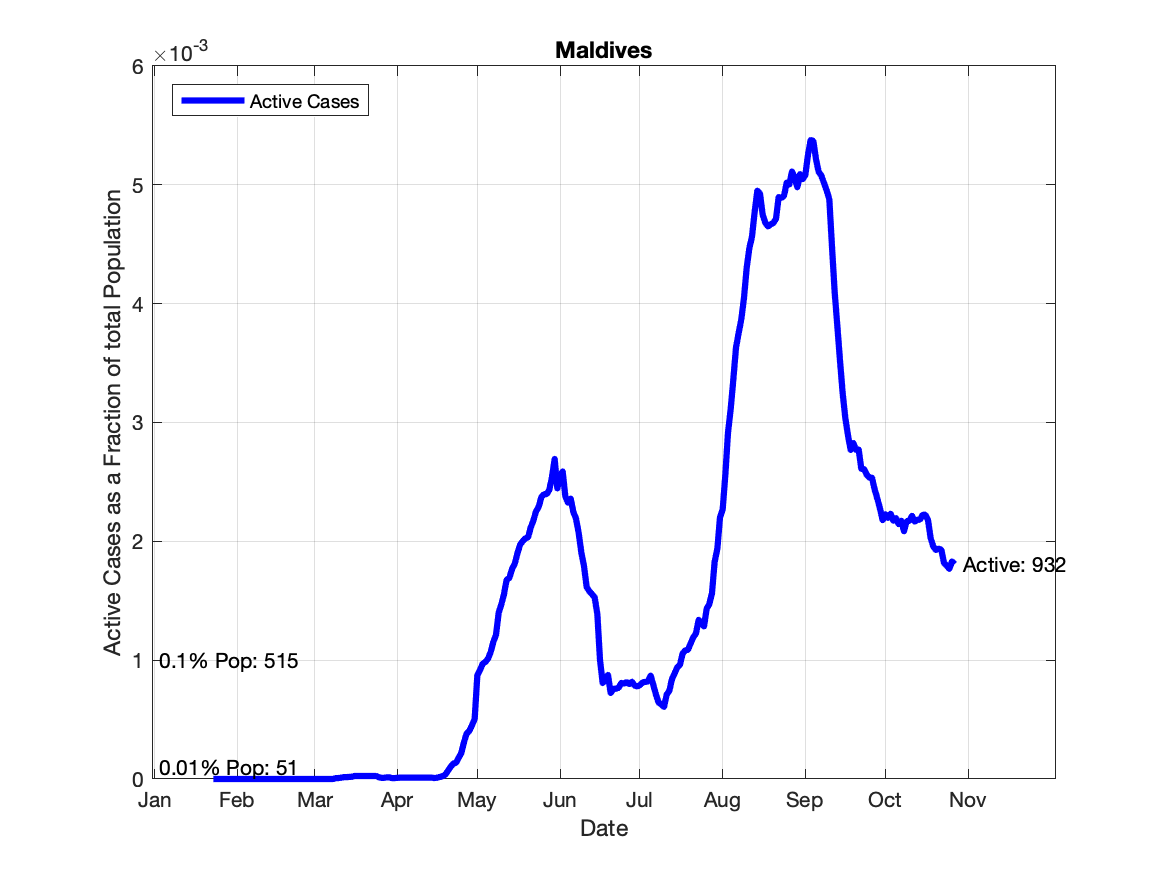 Maldives
×10-3
6
5
4
3
2
1
0
Active Cases
Active Cases as a Fraction of total Population
0.1% Pop: 515
0.01% Pop: 51
Active: 932
Jan Feb Mar Apr May Jun Jul Aug Sep Oct Nov
Date